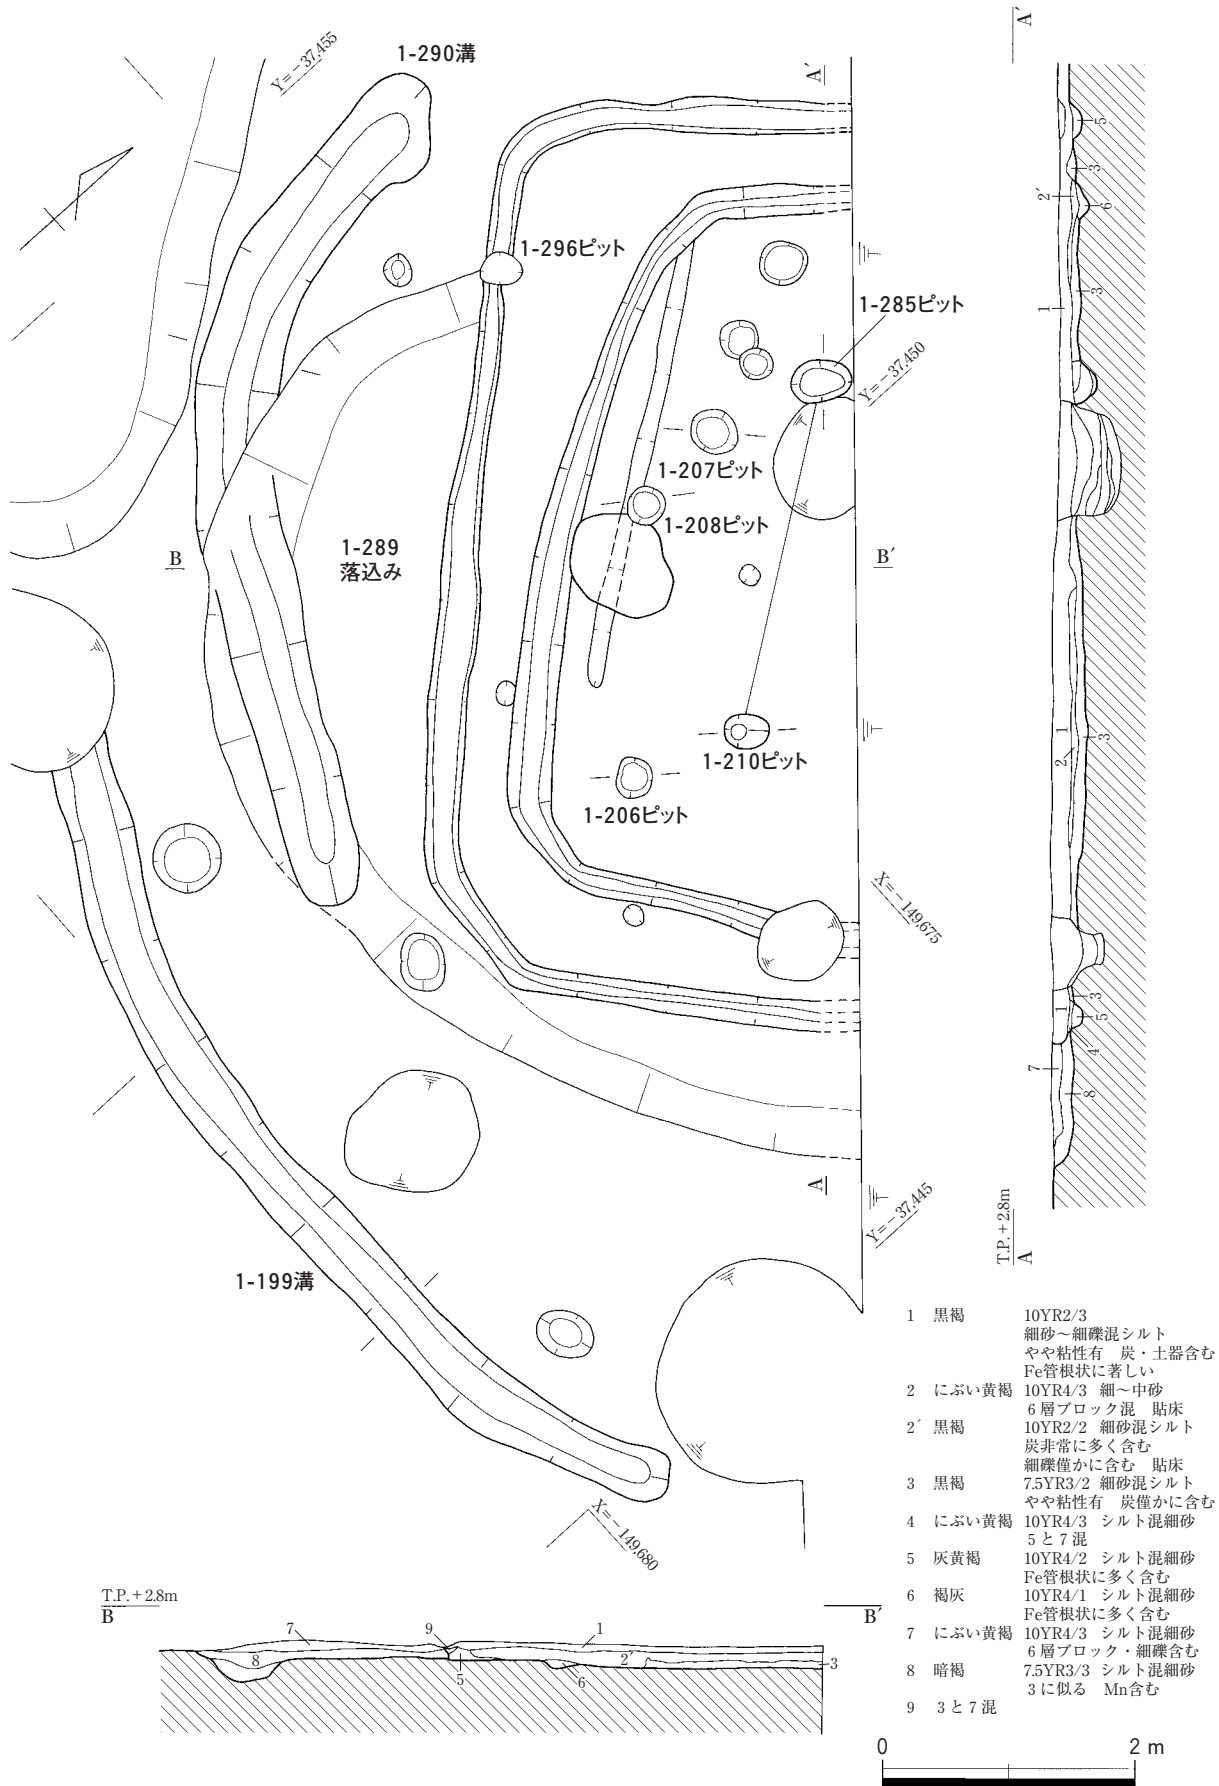 Y=−37,455
1-290溝
A′
A′
1-296ピット
1-285ピット
Y=−37,450
1-207ピット
1-208ピット
B
1-289
落込み
B′
1-210ピット
1-206ピット
X=−149,675
A
Y=−37,445
1-199溝
X=−149,680
5
3
2′
6
3
1
1
2
3
3
1
5
4
7
8
T.P.+2.8m
A
1 黒褐 10YR2/3
細砂～細礫混シルト
やや粘性有 炭・土器含む
Fe管根状に著しい
2 にぶい黄褐 10YR4/3 細～中砂
6層ブロック混 貼床
2′ 黒褐 10YR2/2 細砂混シルト
炭非常に多く含む
細礫僅かに含む 貼床
3 黒褐 7.5YR3/2 細砂混シルト
やや粘性有 炭僅かに含む
4 にぶい黄褐 10YR4/3 シルト混細砂
5と7混
5 灰黄褐 10YR4/2 シルト混細砂
Fe管根状に多く含む
6 褐灰 10YR4/1 シルト混細砂
Fe管根状に多く含む
7 にぶい黄褐 10YR4/3 シルト混細砂
6層ブロック・細礫含む
8 暗褐 7.5YR3/3 シルト混細砂
3に似る Mn含む
9 3と7混
T.P.+2.8m
B
B′
7
9
1
8
5
6
2′
3
0
2 m